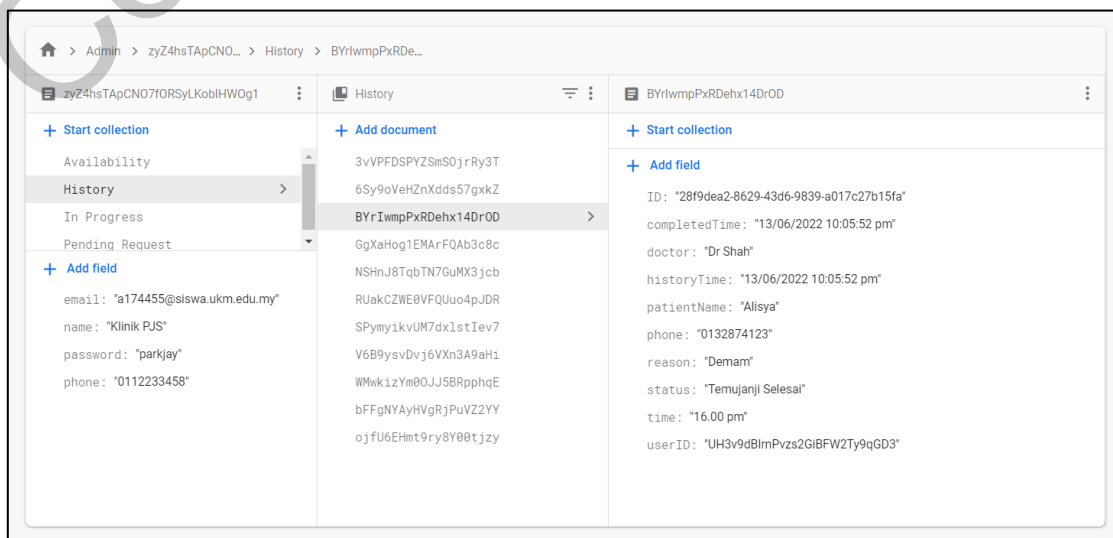 Admin > zyZ4hsTApCNO... > History > BYrIwmpPxRDe...
zyZ4hsTApCNO7fORSyLKoblHWOg1
+ Start collection
Availability
History
In Progress
Pending Request
+ Add field
email: "a174455@siswa.ukm.edu.my"
name: "Klinik PJS"
password: "parkjay"
phone: "0112233458"
History
+ Add document
3vVPFDSPYZSmSOjrRy3T
6Sy9oVeHZnXdds57gxkZ
BYrIwmpPxRDehx14DrOD
GgXaHog1EMArFQAb3c8c
NSHnJ8TqbTN7GuMX3jcb
RUakCZWE0VFQUuo4pJDR
SPymyikvUM7dxlstIev7
V6B9ysvDvj6VXn3A9aHi
WMwkizYm0OJJ5BRpphqE
bFFgNYAyHVgRjPuVZ2YY
ojfU6EHmt9ry8Y00tjzy
BYrIwmpPxRDehx14DrOD
+ Start collection
+ Add field
ID: "28f9dea2-8629-43d6-9839-a017c27b15fa"
completedTime: "13/06/2022 10:05:52 pm"
doctor: "Dr Shah"
historyTime: "13/06/2022 10:05:52 pm"
patientName: "Alisya"
phone: "0132874123"
reason: "Demam"
status: "Temujanji Selesai"
time: "16.00 pm"
userID: "UH3v9dBIrnPvzs2GiBFW2Ty9qGD3"